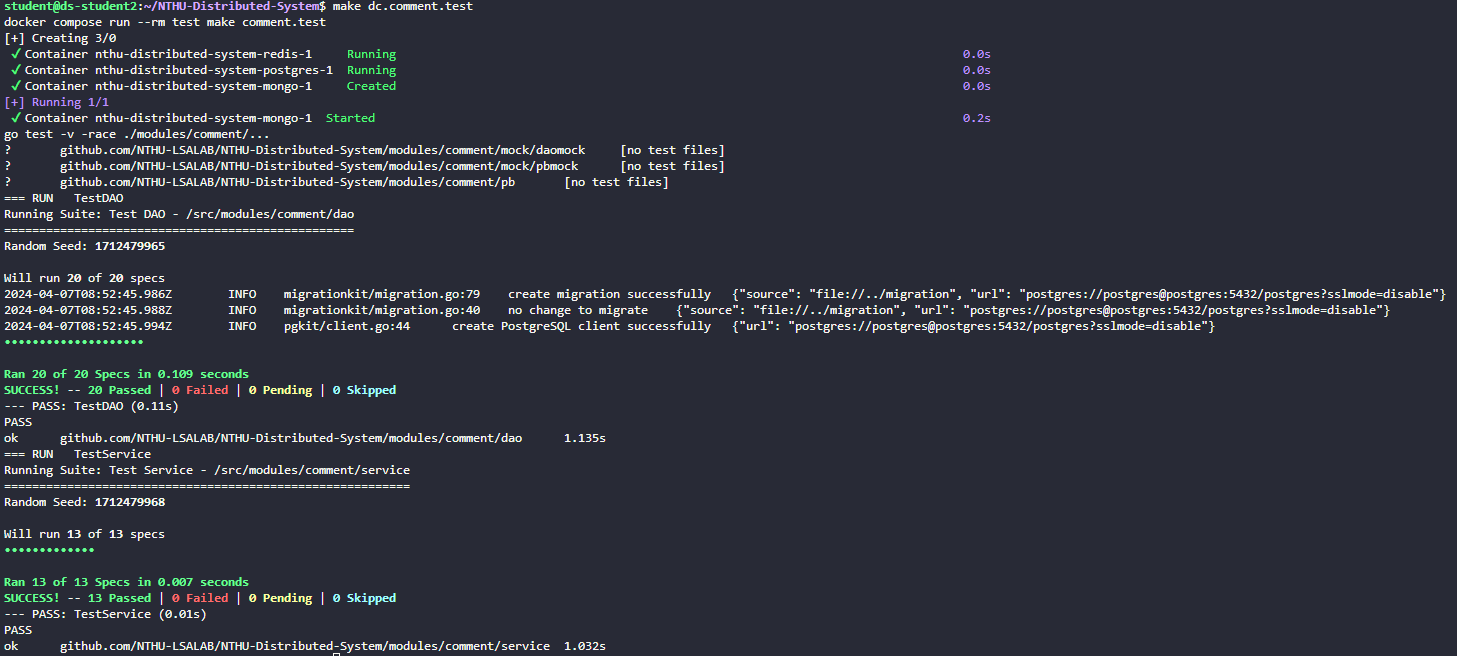 student@ds-student2:~/NTHU-Distributed-System$ make dc.comment.test
docker compose run --rm test make comment.test
[+] Creating 3/0
✓ Container nthu-distributed-system-redis-1 Running 0.0s
✓ Container nthu-distributed-system-postgres-1 Running 0.0s
✓ Container nthu-distributed-system-mongo-1 Created 0.0s
[+] Running 1/1
✓ Container nthu-distributed-system-mongo-1 Started 0.2s
go test -v -race ./modules/comment/...
? github.com/NTHU-LSALAB/NTHU-Distributed-System/modules/comment/mock/daomock [no test files]
? github.com/NTHU-LSALAB/NTHU-Distributed-System/modules/comment/mock/pbmock [no test files]
? github.com/NTHU-LSALAB/NTHU-Distributed-System/modules/comment/pb [no test files]
=== RUN TestDAO
Running Suite: Test DAO - /src/modules/comment/dao
==================================================
Random Seed: 1712479965
Will run 20 of 20 specs
2024-04-07T08:52:45.986Z INFO migrationkit/migration.go:79 create migration successfully {"source": "file://../migration", "url": "postgres://postgres@postgres:5432/postgres?sslmode=disable"}
2024-04-07T08:52:45.988Z INFO migrationkit/migration.go:40 no change to migrate {"source": "file://../migration", "url": "postgres://postgres@postgres:5432/postgres?sslmode=disable"}
2024-04-07T08:52:45.994Z INFO pgkit/client.go:44 create PostgreSQL client successfully {"url": "postgres://postgres@postgres:5432/postgres?sslmode=disable"}
••••••••••••••••••••
Ran 20 of 20 Specs in 0.109 seconds
SUCCESS! -- 20 Passed | 0 Failed | 0 Pending | 0 Skipped
--- PASS: TestDAO (0.11s)
PASS
ok github.com/NTHU-LSALAB/NTHU-Distributed-System/modules/comment/dao 1.135s
=== RUN TestService
Running Suite: Test Service - /src/modules/comment/service
==========================================================
Random Seed: 1712479968
Will run 13 of 13 specs
•••••••••••••
Ran 13 of 13 Specs in 0.007 seconds
SUCCESS! -- 13 Passed | 0 Failed | 0 Pending | 0 Skipped
--- PASS: TestService (0.01s)
PASS
ok github.com/NTHU-LSALAB/NTHU-Distributed-System/modules/comment/service 1.032s